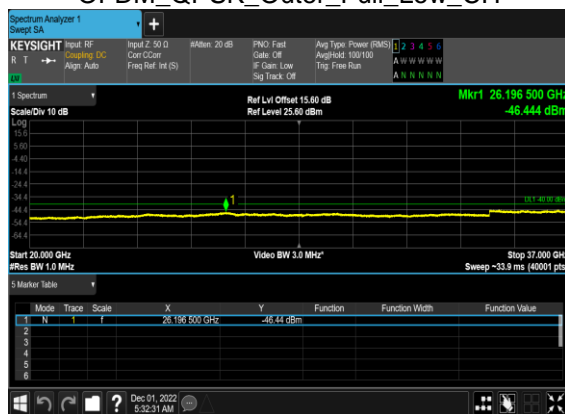 Spectrum Analyzer 1
Swept SA
KEYSIGHT
R T
Input: RF
Coupling: DC
Align: Auto
Input Z: 50 Ω
Corr CCorr
Freq Ref: Int (S)
#Atten: 20 dB
PNO: Fast
Gate: Off
IF Gain: Low
Sig Track: Off
Avg Type: Power (RMS)
Avg|Hold: 100/100
Trig: Free Run
1 2 3 4 5 6
A W W W W W
A N N N N N
1 Spectrum
Scale/Div 10 dB
Log
Ref Lvl Offset 15.60 dB
Ref Level 25.60 dBm
Mkr1 26.196 500 GHz
-46.444 dBm
15.6
5.60
-4.40
-14.4
-24.4
-34.4
-44.4
-54.4
-64.4
1
DL1 -40.00 dBm
Start 20.000 GHz
#Res BW 1.0 MHz
Video BW 3.0 MHz*
Stop 37.000 GHz
Sweep ~33.9 ms (40001 pts)
5 Marker Table
Mode Trace Scale X Y Function Function Width Function Value
1 N 1 f 26.196 500 GHz -46.44 dBm
2
3
4
5
6
?
Dec 01, 2022
5:32:31 AM